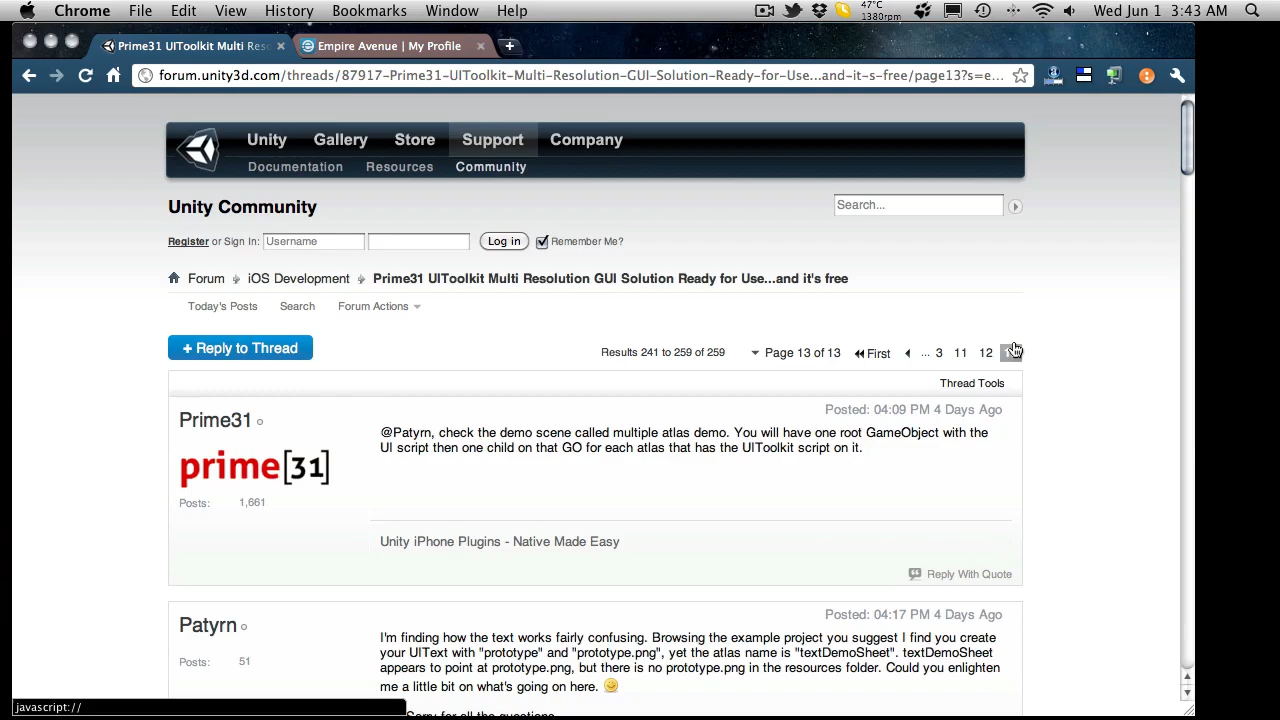 Chrome File Edit View History Bookmarks Window Help 47°C 1380rpm Wed Jun 1 3:43 AM
Prime31 UIToolkit Multi Reso Empire Avenue | My Profile
forum.unity3d.com/threads/87917-Prime31-UIToolkit-Multi-Resolution-GUI-Solution-Ready-for-Use...and-it-s-free/page13?s=e...
Unity Gallery Store Support Company
Documentation Resources Community
Unity Community Search...
Register or Sign In: Username Log in Remember Me?
Forum iOS Development Prime31 UIToolkit Multi Resolution GUI Solution Ready for Use...and it's free
Today's Posts Search Forum Actions
+ Reply to Thread Results 241 to 259 of 259 Page 13 of 13 First ... 3 11 12
Thread Tools
Prime31 Posted: 04:09 PM 4 Days Ago
@Patyrn, check the demo scene called multiple atlas demo. You will have one root GameObject with the
UI script then one child on that GO for each atlas that has the UIToolkit script on it.
prime[31]
Posts: 1,661
Unity iPhone Plugins - Native Made Easy
Reply With Quote
Patyrn Posted: 04:17 PM 4 Days Ago
I'm finding how the text works fairly confusing. Browsing the example project you suggest I find you create
your UIText with "prototype" and "prototype.png", yet the atlas name is "textDemoSheet". textDemoSheet
Posts: 51
appears to point at prototype.png, but there is no prototype.png in the resources folder. Could you enlighten
me a little bit on what's going on here.
Sorry for all the questions
javascript://